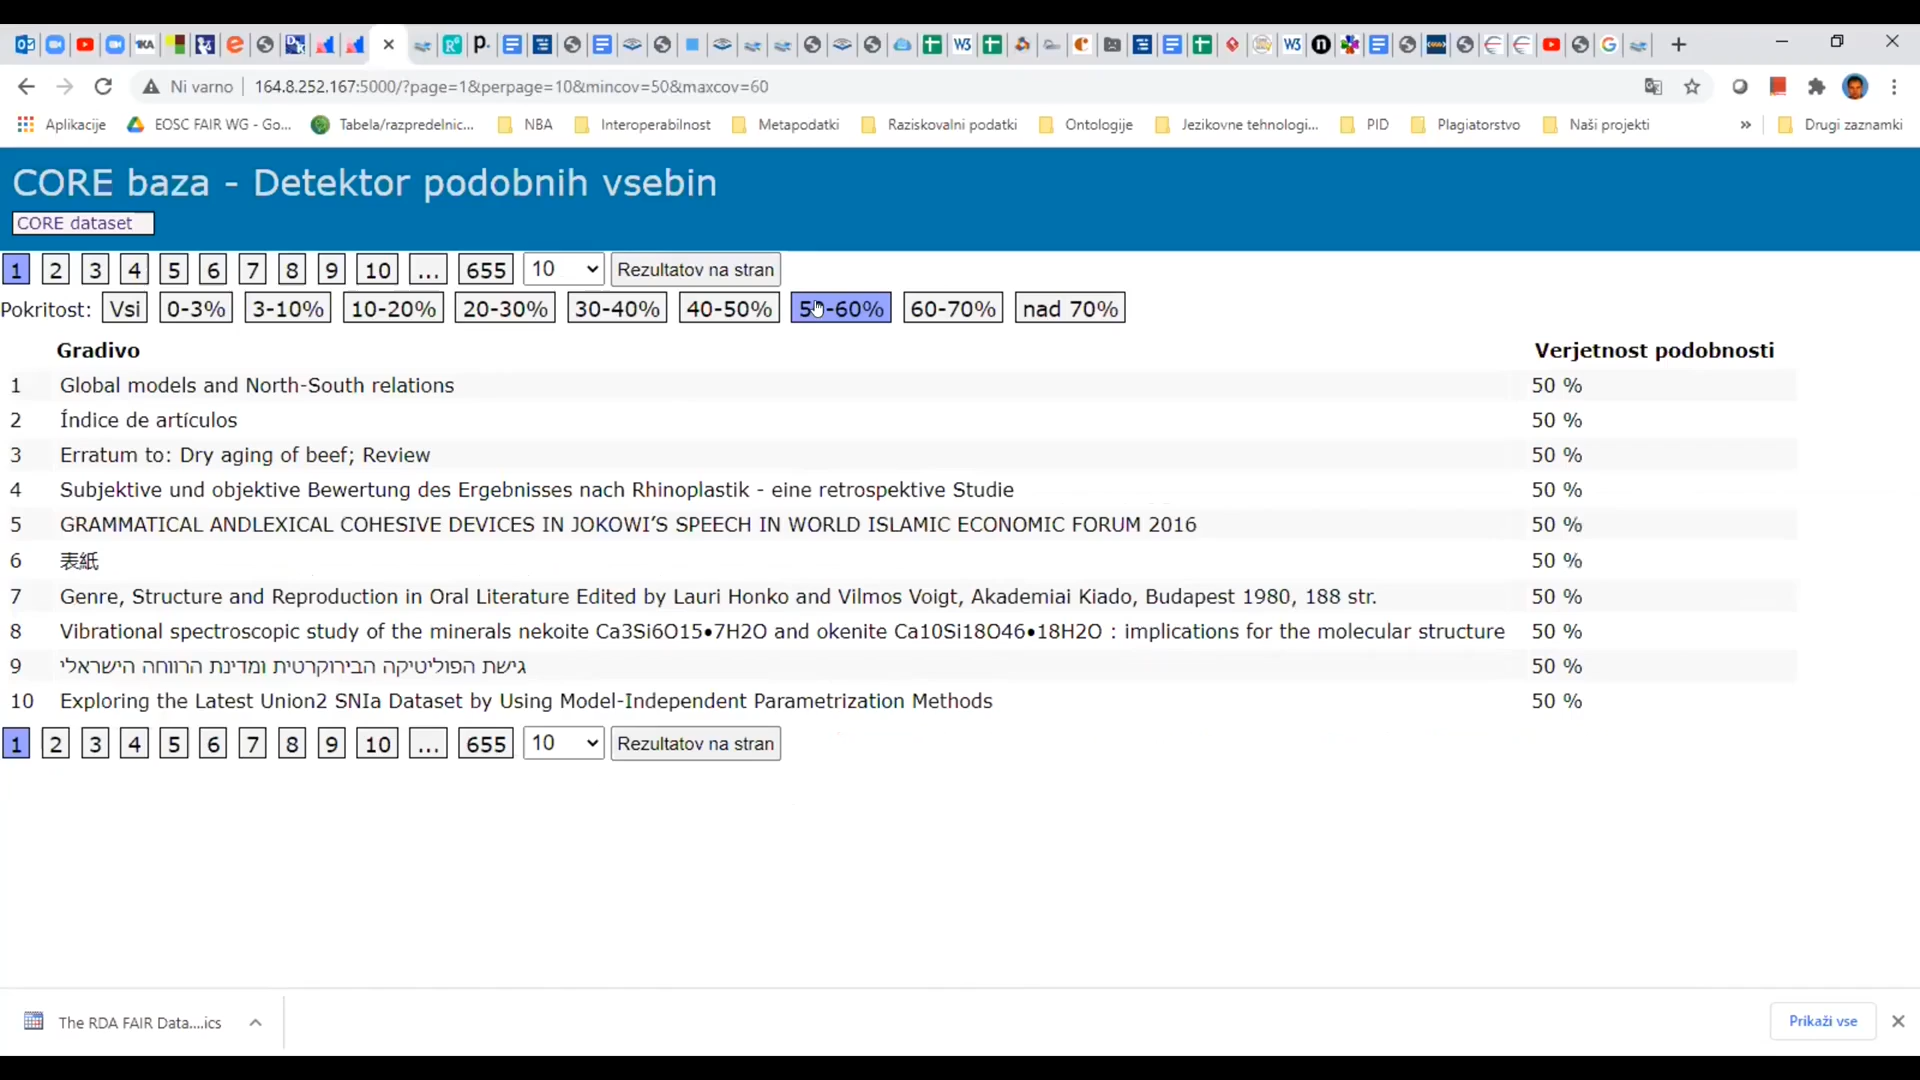 Ni varno
164.8.252.167:5000/?page=1&perpage=10&mincov=50&maxcov=60
Aplikacije
EOSC FAIR WG - Go...
Tabela/razpredelnic...
NBA
Interoperabilnost
Metapodatki
Raziskovalni podatki
Ontologije
Jezikovne tehnologi...
PID
Plagiatorstvo
Naši projekti
»
Drugi zaznamki
CORE baza - Detektor podobnih vsebin
CORE dataset
1 2 3 4 5 6 7 8 9 10 ... 655 10 Rezultatov na stran
Pokritost: Vsi 0-3% 3-10% 10-20% 20-30% 30-40% 40-50% 50-60% 60-70% nad 70%
Gradivo Verjetnost podobnosti
1 Global models and North-South relations 50 %
2 Índice de artículos 50 %
3 Erratum to: Dry aging of beef; Review 50 %
4 Subjektive und objektive Bewertung des Ergebnisses nach Rhinoplastik - eine retrospektive Studie 50 %
5 GRAMMATICAL ANDLEXICAL COHESIVE DEVICES IN JOKOWI'S SPEECH IN WORLD ISLAMIC ECONOMIC FORUM 2016 50 %
6 表紙 50 %
7 Genre, Structure and Reproduction in Oral Literature Edited by Lauri Honko and Vilmos Voigt, Akademiai Kiado, Budapest 1980, 188 str. 50 %
8 Vibrational spectroscopic study of the minerals nekoite Ca3Si6O15•7H2O and okenite Ca10Si18O46•18H2O : implications for the molecular structure 50 %
9 גישת הפוליטיקה הבירוקרטית ומדינת הרווחה הישראלי 50 %
10 Exploring the Latest Union2 SNIa Dataset by Using Model-Independent Parametrization Methods 50 %
1 2 3 4 5 6 7 8 9 10 ... 655 10 Rezultatov na stran
The RDA FAIR Data....ics
Prikaži vse